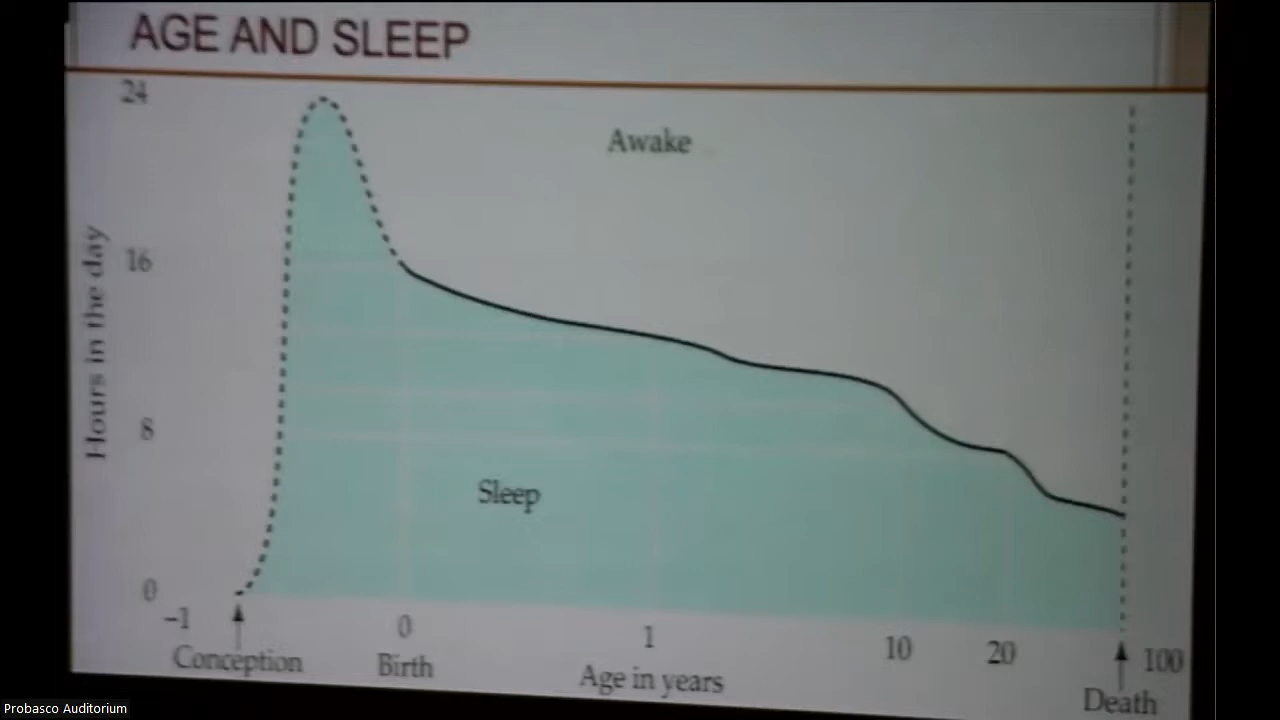 AGE AND SLEEP
24
Awake
16
Hours in the day
8
Sleep
0
–1 0 1 10 20 100
Conception Birth Age in years Death
Probasco Auditorium